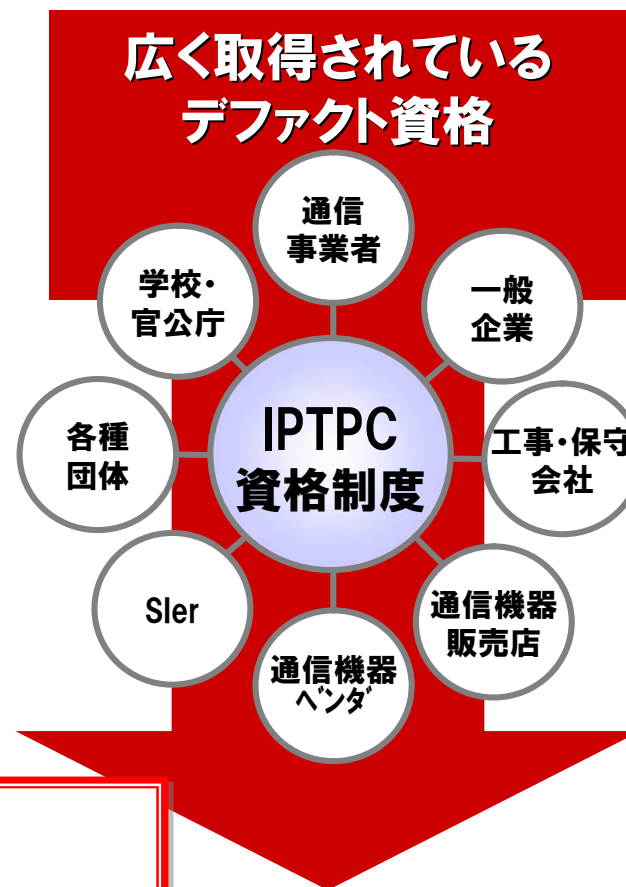 広く取得されている
デファクト資格
通信
事業者
学校・
官公庁
一般
企業
各種
団体
IPTPC
資格制度
工事・保守
会社
SIer
通信機器
販売店
通信機器
ベンダ